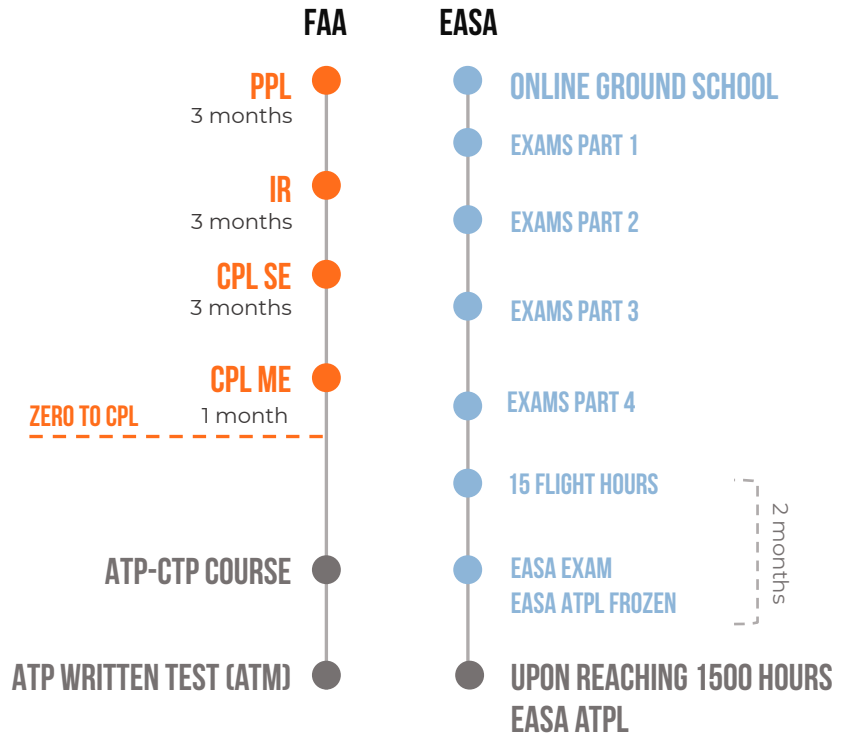 FAA
PPL
3 months
IR
3 months
CPL SE
3 months
CPL ME
1 month
ZERO TO CPL
ATP-CTP COURSE
ATP WRITTEN TEST (ATM)
EASA
ONLINE GROUND SCHOOL
EXAMS PART 1
EXAMS PART 2
EXAMS PART 3
EXAMS PART 4
15 FLIGHT HOURS
EASA EXAM
EASA ATPL FROZEN
2 months
UPON REACHING 1500 HOURS
EASA ATPL